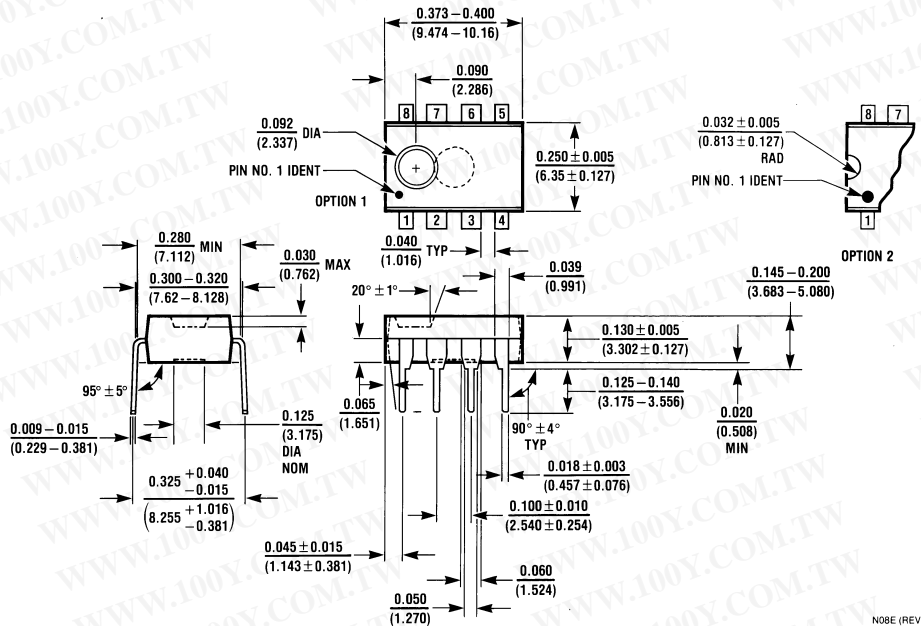 0.373 – 0.400
(9.474 – 10.16)
0.090
(2.286)
8 7 6 5
0.092 DIA
(2.337)
PIN NO. 1 IDENT
OPTION 1
1 2 3 4
0.250 ± 0.005
(6.35 ± 0.127)
8 7
0.032 ± 0.005
(0.813 ± 0.127)
RAD
PIN NO. 1 IDENT
1
OPTION 2
0.280 MIN
(7.112)
0.300 – 0.320
(7.62 – 8.128)
0.030 MAX
(0.762)
0.040 TYP
(1.016)
0.039
(0.991)
20° ± 1°
0.145 – 0.200
(3.683 – 5.080)
0.130 ± 0.005
(3.302 ± 0.127)
0.125 – 0.140
(3.175 – 3.556)
0.020
(0.508)
MIN
95° ± 5°
0.009 – 0.015
(0.229 – 0.381)
0.125
(3.175)
DIA
NOM
0.065
(1.651)
90° ± 4°
TYP
0.018 ± 0.003
(0.457 ± 0.076)
0.325 +0.040 –0.015
(8.255 +1.016 –0.381)
0.100 ± 0.010
(2.540 ± 0.254)
0.045 ± 0.015
(1.143 ± 0.381)
0.060
(1.524)
0.050
(1.270)
N08E (REV
WWW.100Y.COM.TW